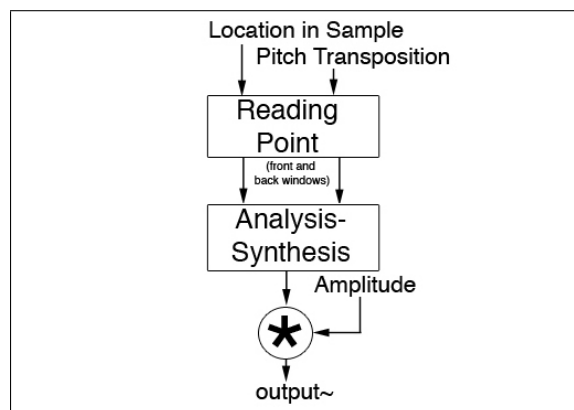 Location in Sample
Pitch Transposition
Reading
Point
(front and
back windows)
Analysis-
Synthesis
Amplitude
*
output~